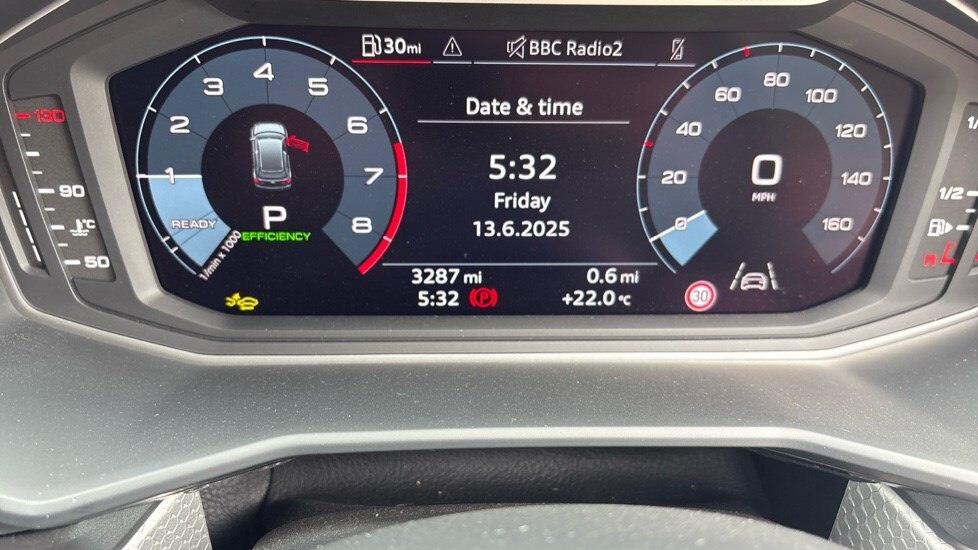 30mi
BBC Radio2
Date & time
5:32
Friday
13.6.2025
3287 mi
0.6 mi
5:32
P
+22.0 °C
1
2
3
4
5
6
7
8
READY
P
EFFICIENCY
1/min x 1000
0
20
40
60
80
100
120
140
160
0
MPH
30
130
90
°C
50
1/2